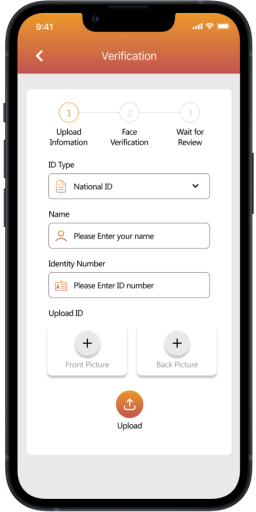 9:41
Verification
1
2
3
Upload
Infomation
Face
Verification
Wait for
Review
ID Type
National ID
Name
Please Enter your name
Identity Number
Please Enter ID number
Upload ID
+
+
Front Picture
Back Picture
Upload